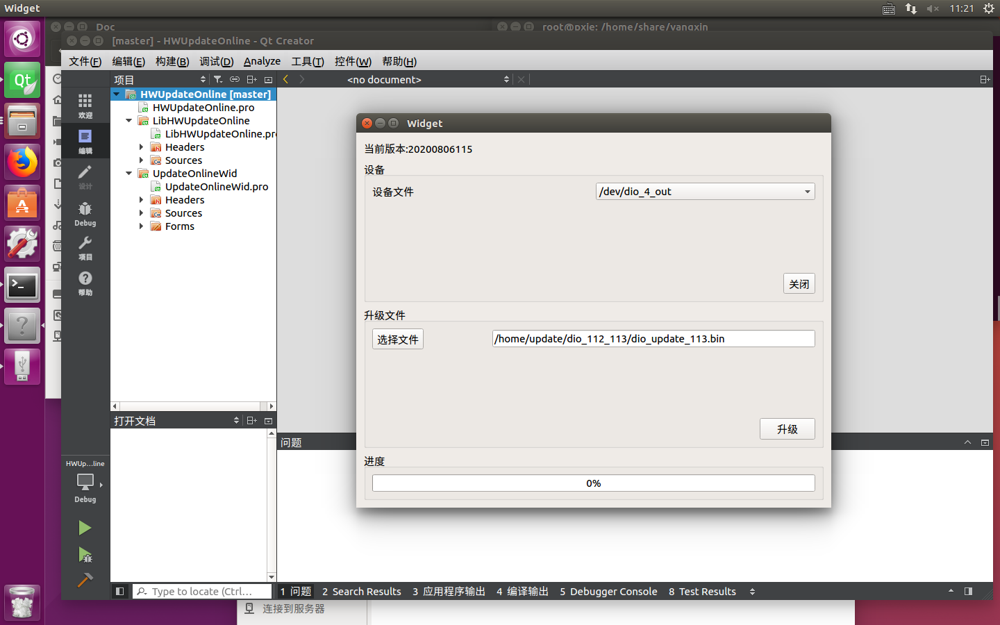 Widget
11:21
Doc
root@pxie: /home/share/yangxin
[master] - HWUpdateOnline - Qt Creator
文件(F) 编辑(E) 构建(B) 调试(D) Analyze 工具(T) 控件(W) 帮助(H)
项目
<no document>
欢迎
编辑
设计
Debug
项目
帮助
HWUpdateOnline [master]
HWUpdateOnline.pro
LibHWUpdateOnline
LibHWUpdateOnline.pr
Headers
Sources
UpdateOnlineWid
UpdateOnlineWid.pro
Headers
Sources
Forms
Widget
当前版本:20200806115
设备
设备文件
/dev/dio_4_out
关闭
升级文件
选择文件
/home/update/dio_112_113/dio_update_113.bin
升级
进度
0%
打开文档
问题
HWUp...line
Debug
Type to locate (Ctrl...
1 问题
2 Search Results
3 应用程序输出
4 编译输出
5 Debugger Console
8 Test Results
连接到服务器